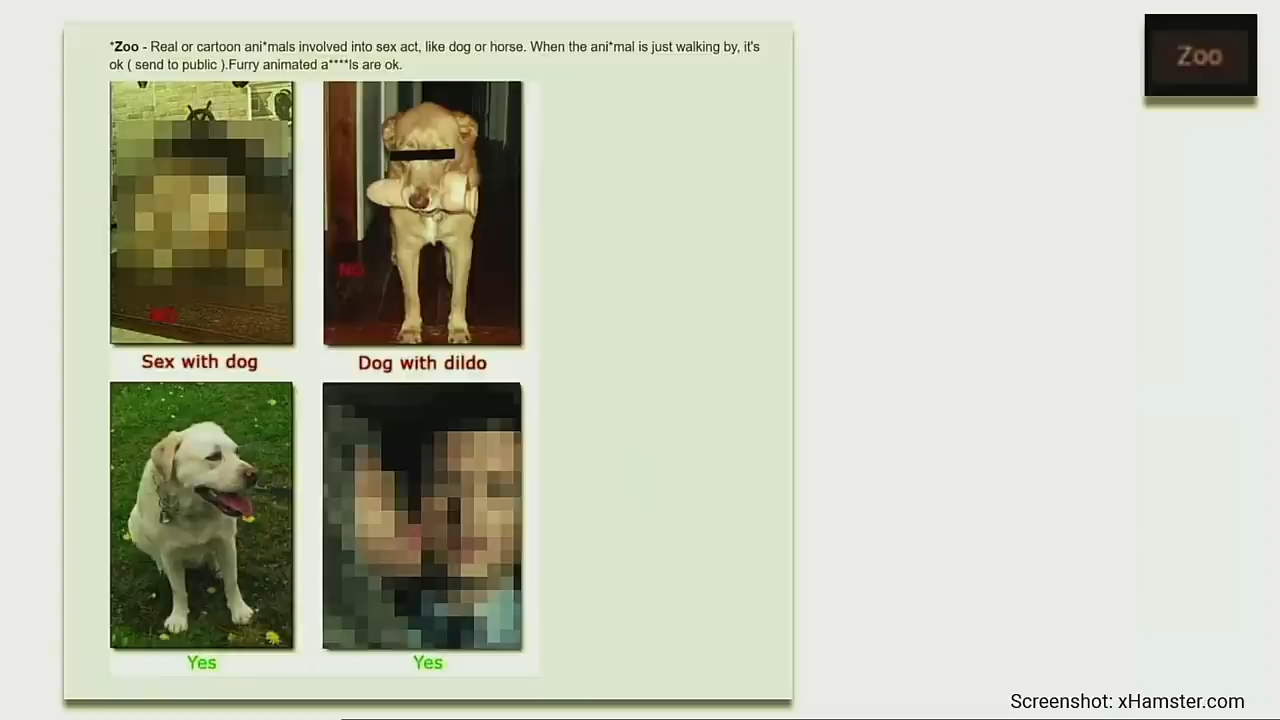 *Zoo - Real or cartoon ani*mals involved into sex act, like dog or horse. When the ani*mal is just walking by, it's
ok ( send to public ).Furry animated a****ls are ok.
Zoo
NO
NO
Sex with dog
Dog with dildo
Yes
Yes
Screenshot: xHamster.com